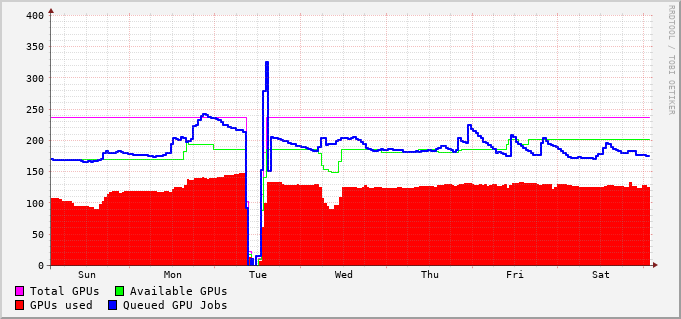 400
350
300
250
200
150
100
50
0
Sun Mon Tue Wed Thu Fri Sat
Total GPUs Available GPUs
GPUs used Queued GPU Jobs
RRDTOOL / TOBI OETIKER